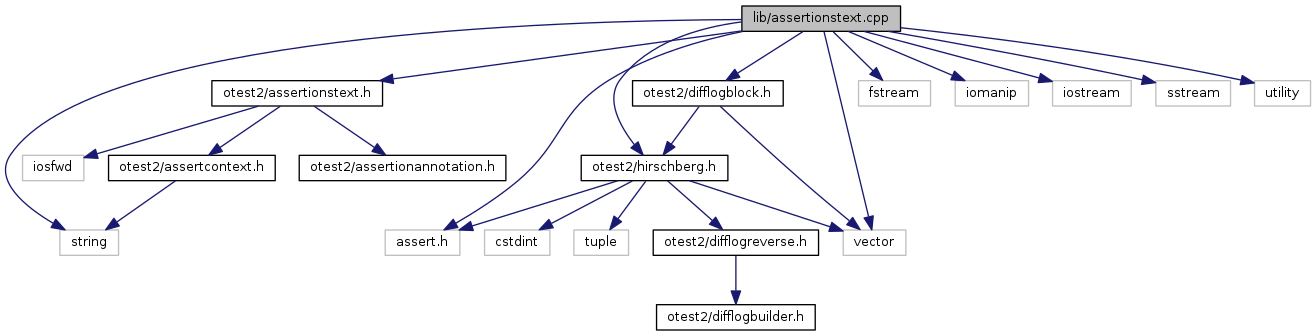 lib/assertionstext.cpp
otest2/assertionstext.h
otest2/difflogblock.h
fstream
iomanip
iostream
sstream
utility
iosfwd
otest2/assertcontext.h
otest2/assertionannotation.h
otest2/hirschberg.h
string
assert.h
cstdint
tuple
otest2/difflogreverse.h
vector
otest2/difflogbuilder.h